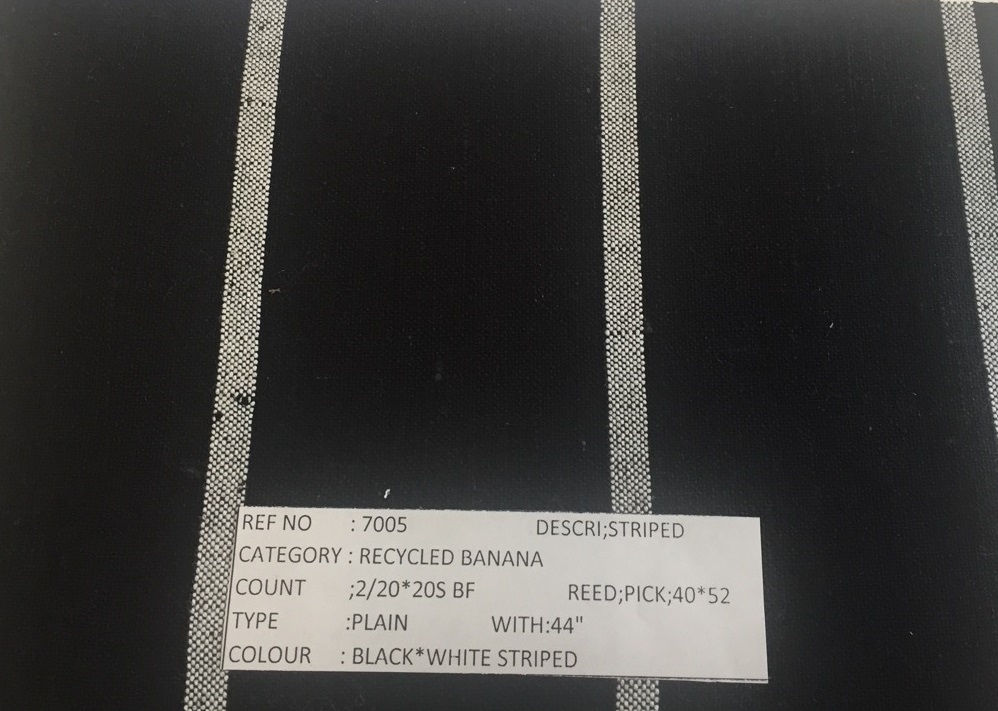 REF NO : 7005 DESCRI;STRIPED
CATEGORY : RECYCLED BANANA
COUNT ;2/20*20S BF REED;PICK;40*52
TYPE :PLAIN WITH:44"
COLOUR : BLACK*WHITE STRIPED